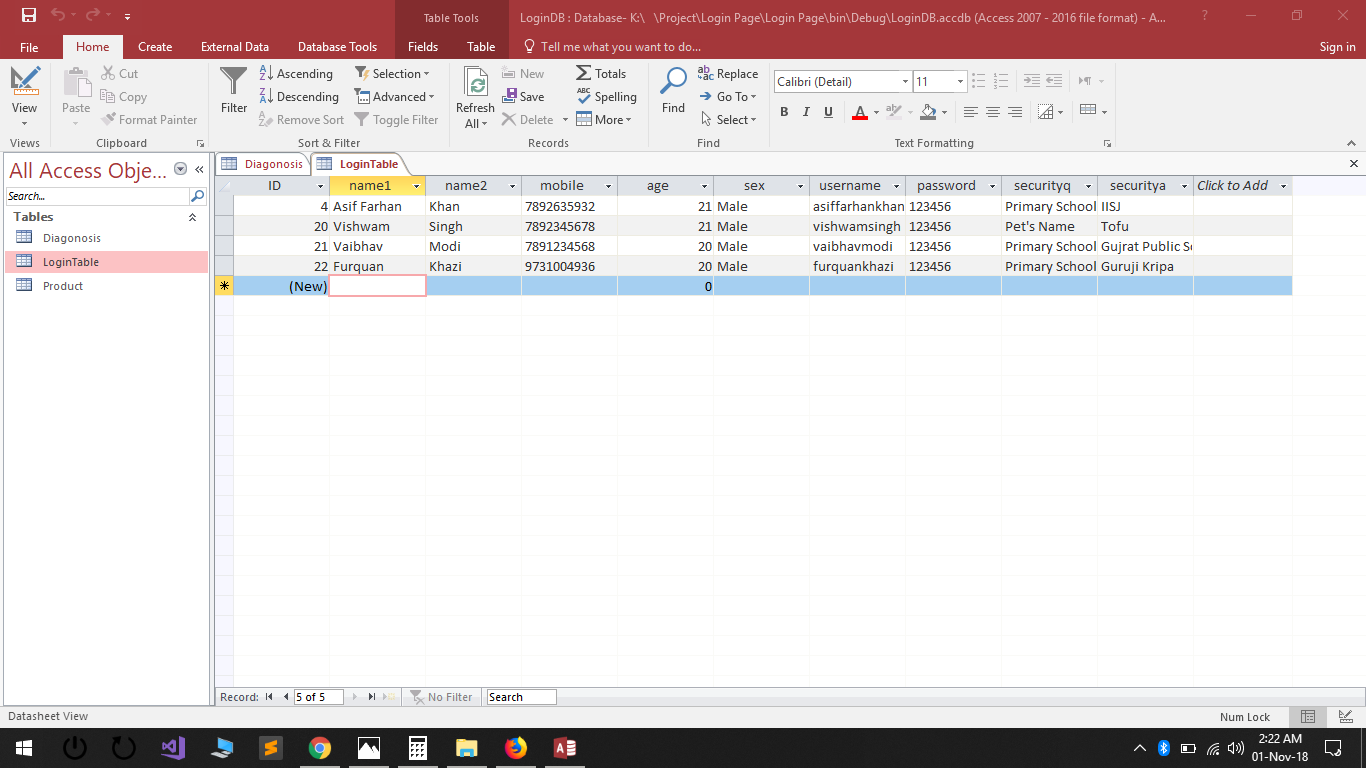 Table Tools
LoginDB : Database- K:\ \Project\Login Page\Login Page\bin\Debug\LoginDB.accdb (Access 2007 - 2016 file format) - A...
?
File Home Create External Data Database Tools Fields Table Tell me what you want to do... Sign in
View
Views
Paste
Cut
Copy
Format Painter
Clipboard
Filter
Ascending
Descending
Remove Sort
Selection
Advanced
Toggle Filter
Sort & Filter
Refresh
All
New
Save
Delete
Totals
Spelling
More
Records
Find
Replace
Go To
Select
Find
Calibri (Detail) 11
B I U A
Text Formatting
All Access Obje...
Search...
Tables
Diagonosis
LoginTable
Product
Diagonosis LoginTable
ID name1 name2 mobile age sex username password securityq securitya Click to Add
4 Asif Farhan Khan 7892635932 21 Male asiffarhankhan 123456 Primary School IISJ
20 Vishwam Singh 7892345678 21 Male vishwamsingh 123456 Pet's Name Tofu
21 Vaibhav Modi 7891234568 20 Male vaibhavmodi 123456 Primary School Gujrat Public Sc
22 Furquan Khazi 9731004936 20 Male furquankhazi 123456 Primary School Guruji Kripa
* (New) 0
Record: 5 of 5 No Filter Search
Datasheet View Num Lock
2:22 AM
01-Nov-18